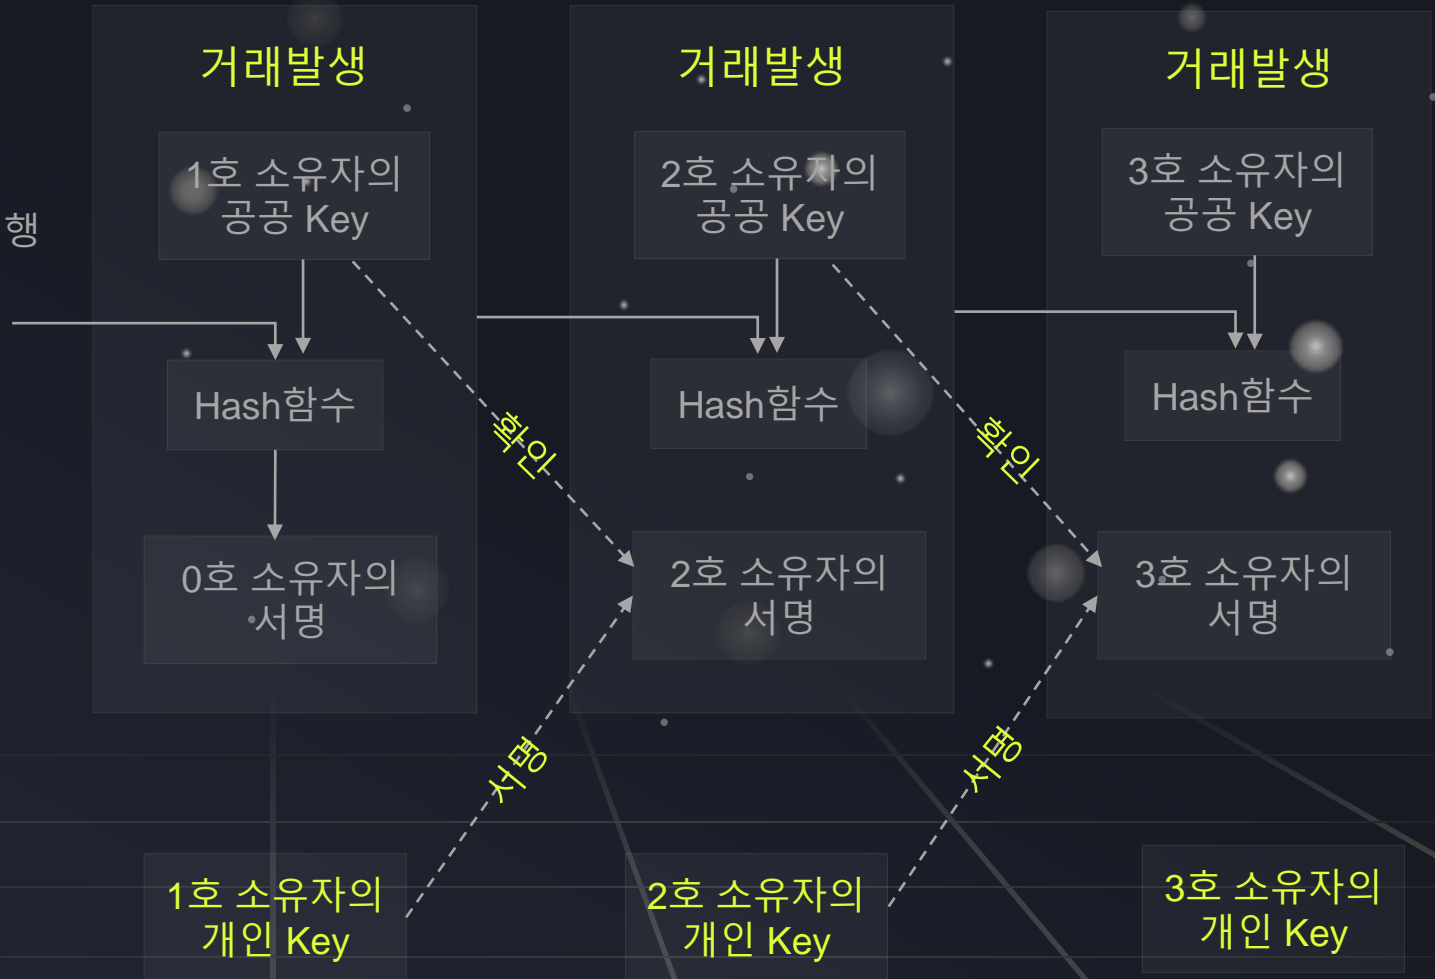 거래발생
거래발생
거래발생
1호 소유자의
공공 Key
2호 소유자의
공공 Key
3호 소유자의
공공 Key
행
Hash함수
Hash함수
Hash함수
확인
확인
0호 소유자의
서명
2호 소유자의
서명
3호 소유자의
서명
서명
서명
1호 소유자의
개인 Key
2호 소유자의
개인 Key
3호 소유자의
개인 Key